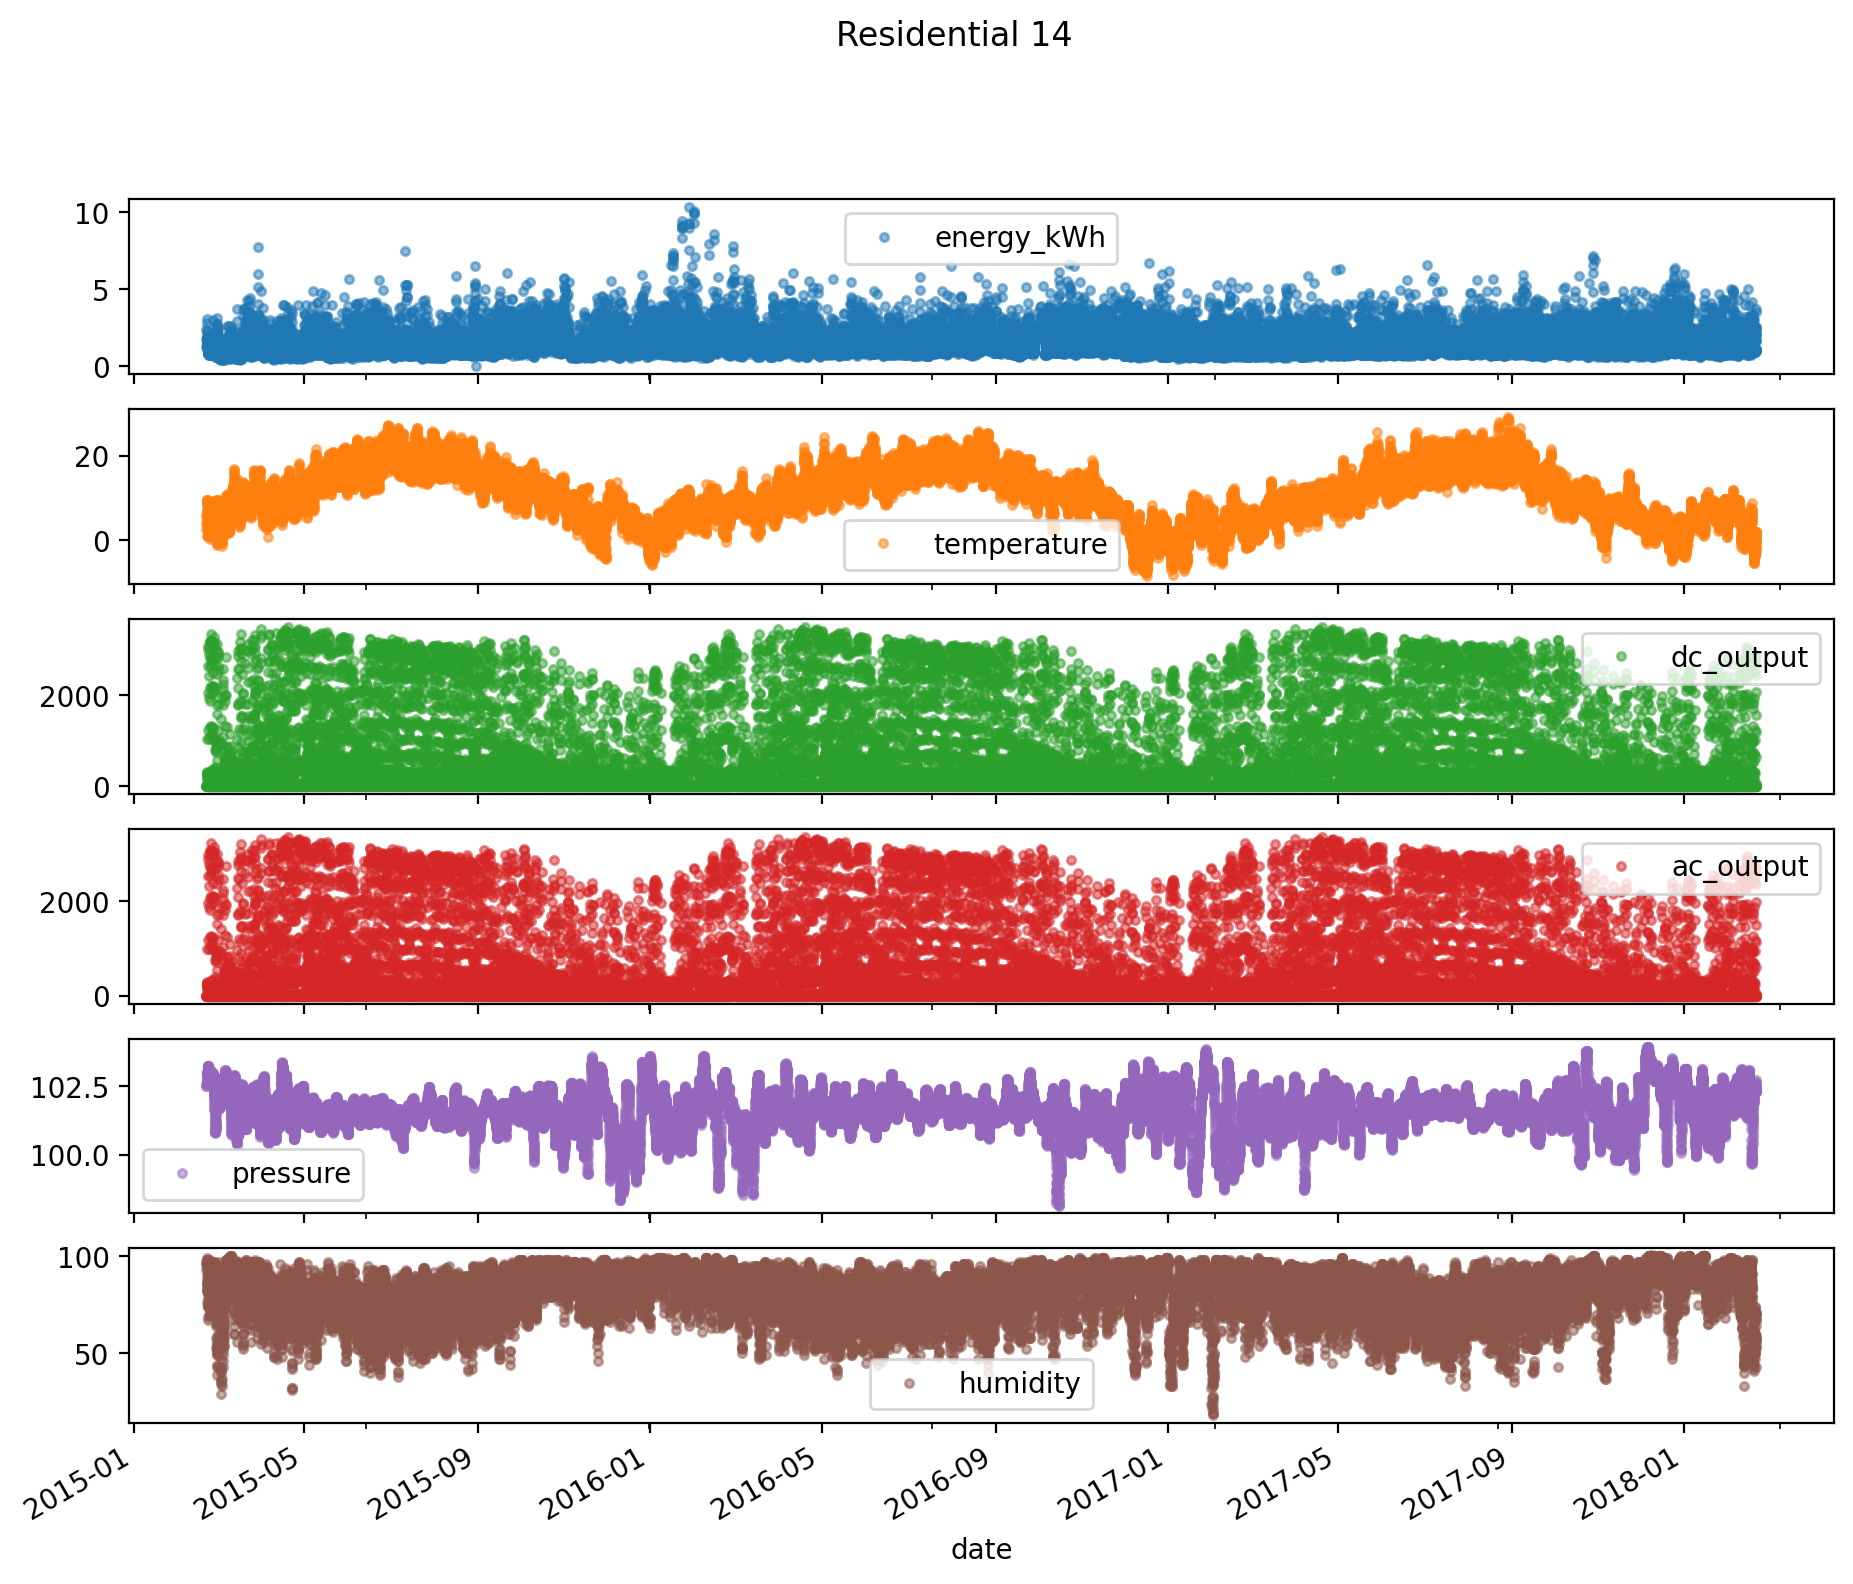 Residential 14
10
5
0
energy_kWh
20
0
temperature
2000
0
dc_output
2000
0
ac_output
102.5
100.0
pressure
100
50
humidity
2015-01
2015-05
2015-09
2016-01
2016-05
2016-09
2017-01
2017-05
2017-09
2018-01
date